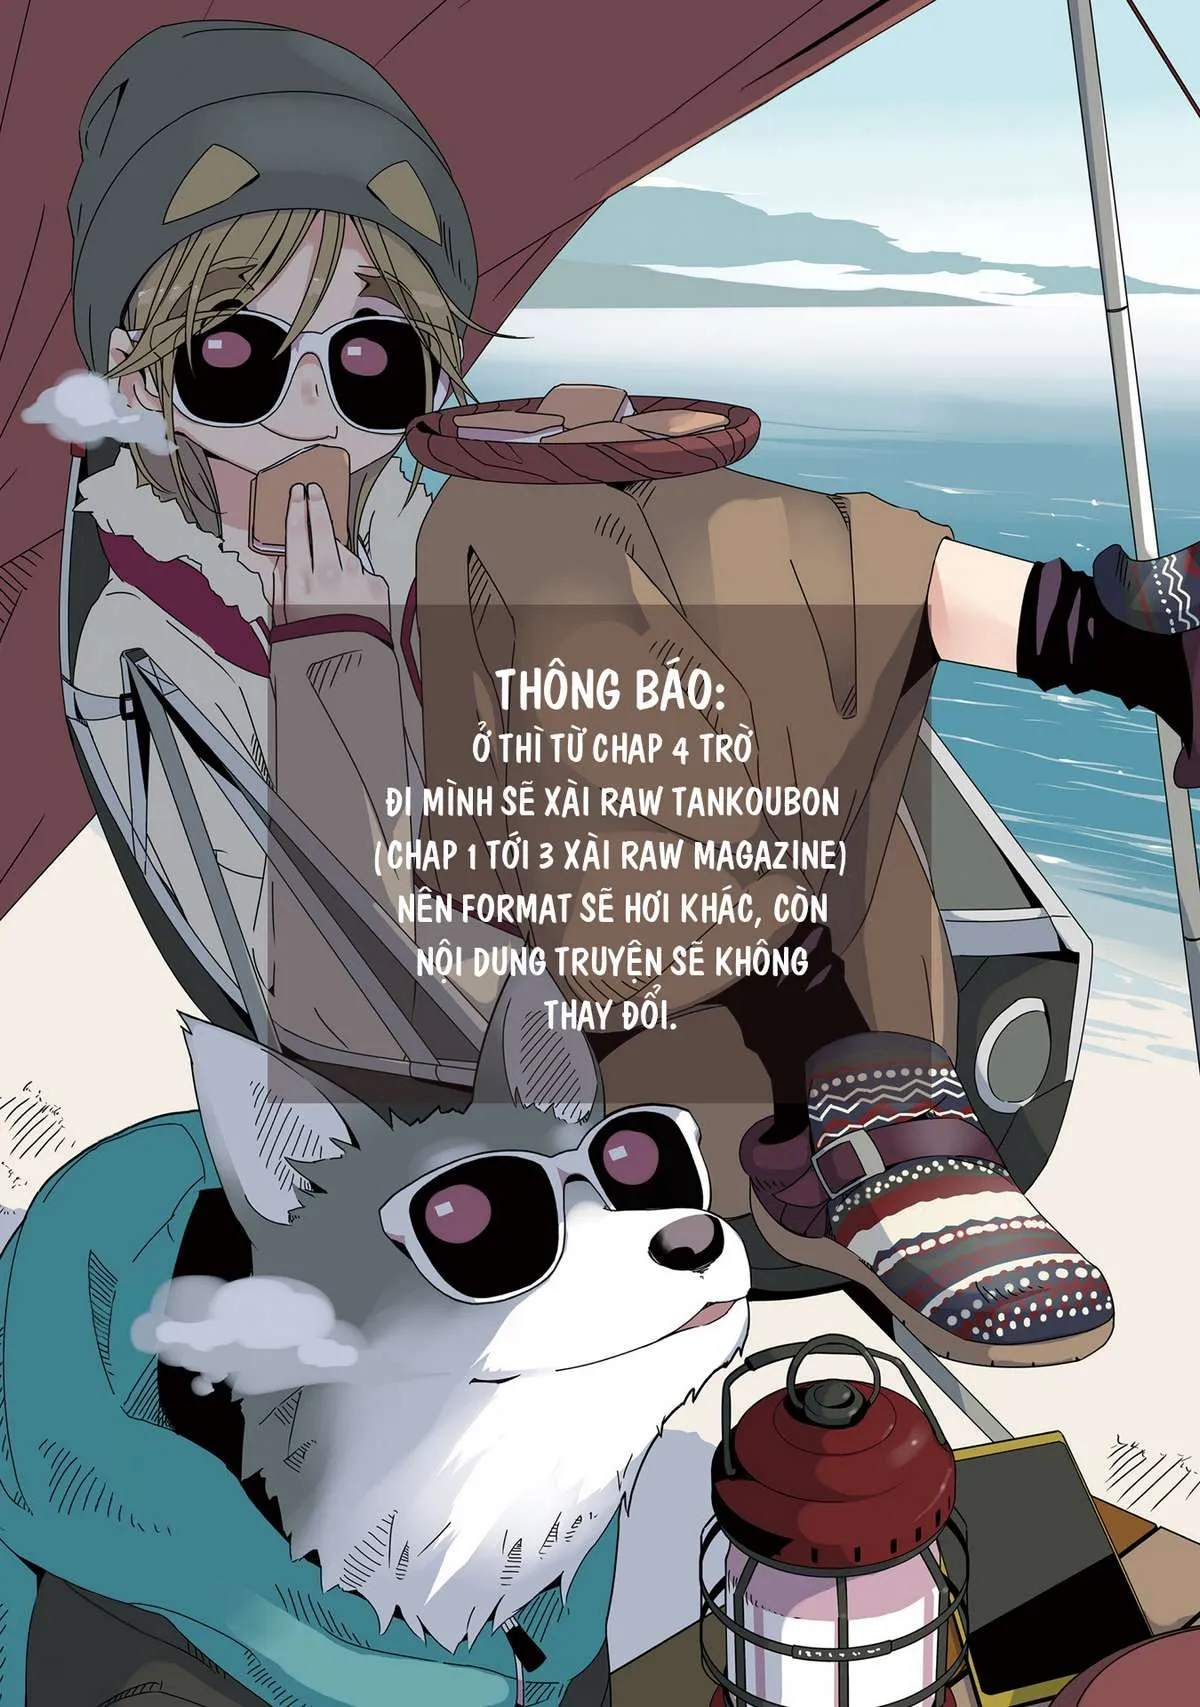 THÔNG BÁO:
Ở THÌ TỪ CHAP 4 TRỞ
ĐI MÌNH SẼ XÀI RAW TANKOUBON
(CHAP 1 TỚI 3 XÀI RAW MAGAZINE)
NÊN FORMAT SẼ HƠI KHÁC, CÒN
NỘI DUNG TRUYỆN SẼ KHÔNG
THAY ĐỔI.